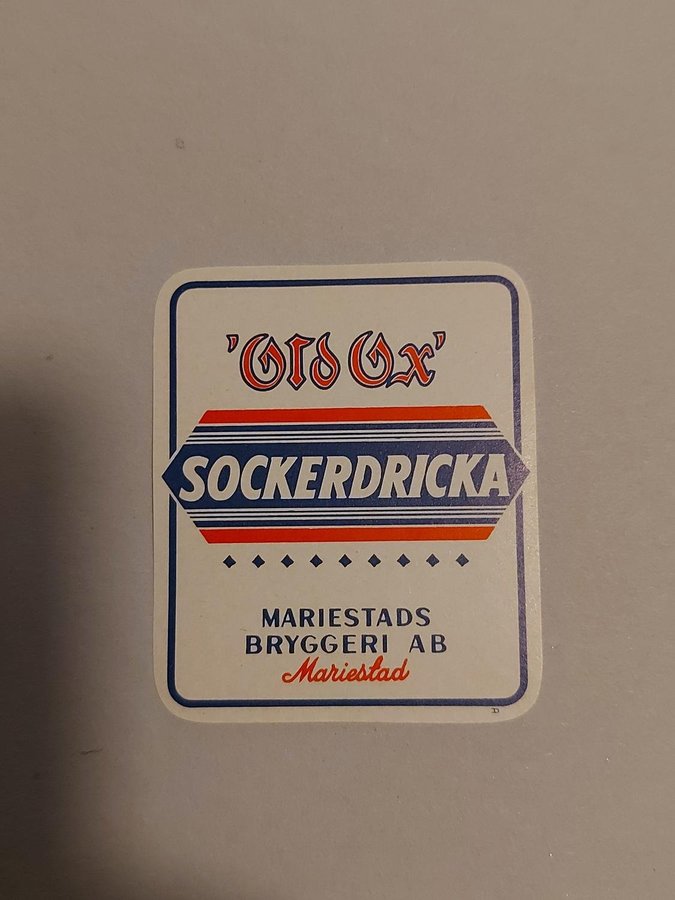 'Old Ox'
SOCKERDRICKA
MARIESTADS
BRYGGERI AB
Mariestad